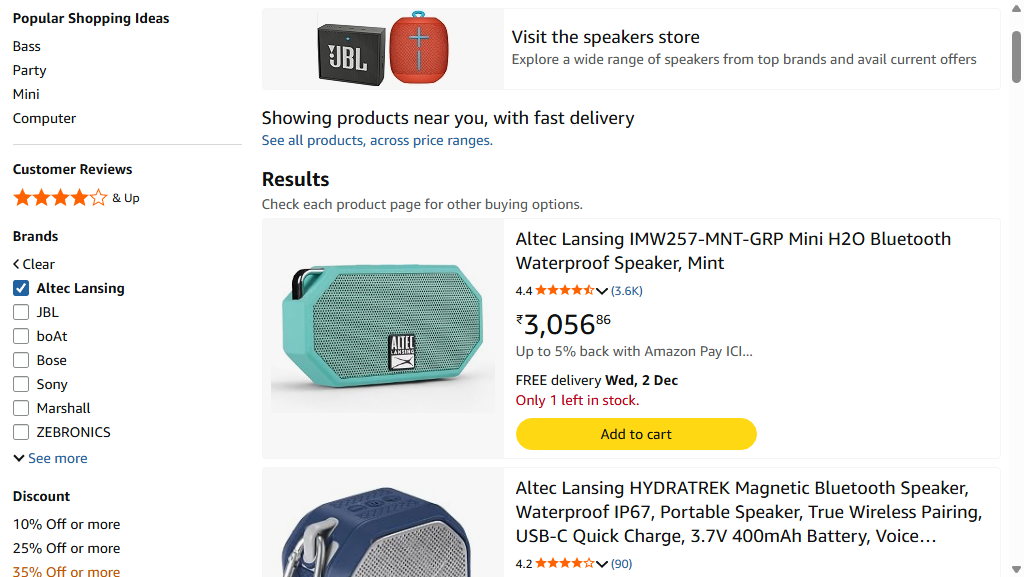 Popular Shopping Ideas
Bass
Party
Mini
Computer
Customer Reviews
& Up
Brands
Clear
Altec Lansing
JBL
boAt
Bose
Sony
Marshall
ZEBRONICS
See more
Discount
10% Off or more
25% Off or more
35% Off or more
JBL
Visit the speakers store
Explore a wide range of speakers from top brands and avail current offers
Showing products near you, with fast delivery
See all products, across price ranges.
Results
Check each product page for other buying options.
ALTEC
LANSING
Altec Lansing IMW257-MNT-GRP Mini H2O Bluetooth
Waterproof Speaker, Mint
4.4 (3.6K)
₹3,05686
Up to 5% back with Amazon Pay ICI...
FREE delivery Wed, 2 Dec
Only 1 left in stock.
Add to cart
Altec Lansing HYDRATREK Magnetic Bluetooth Speaker,
Waterproof IP67, Portable Speaker, True Wireless Pairing,
USB-C Quick Charge, 3.7V 400mAh Battery, Voice...
4.2 (90)